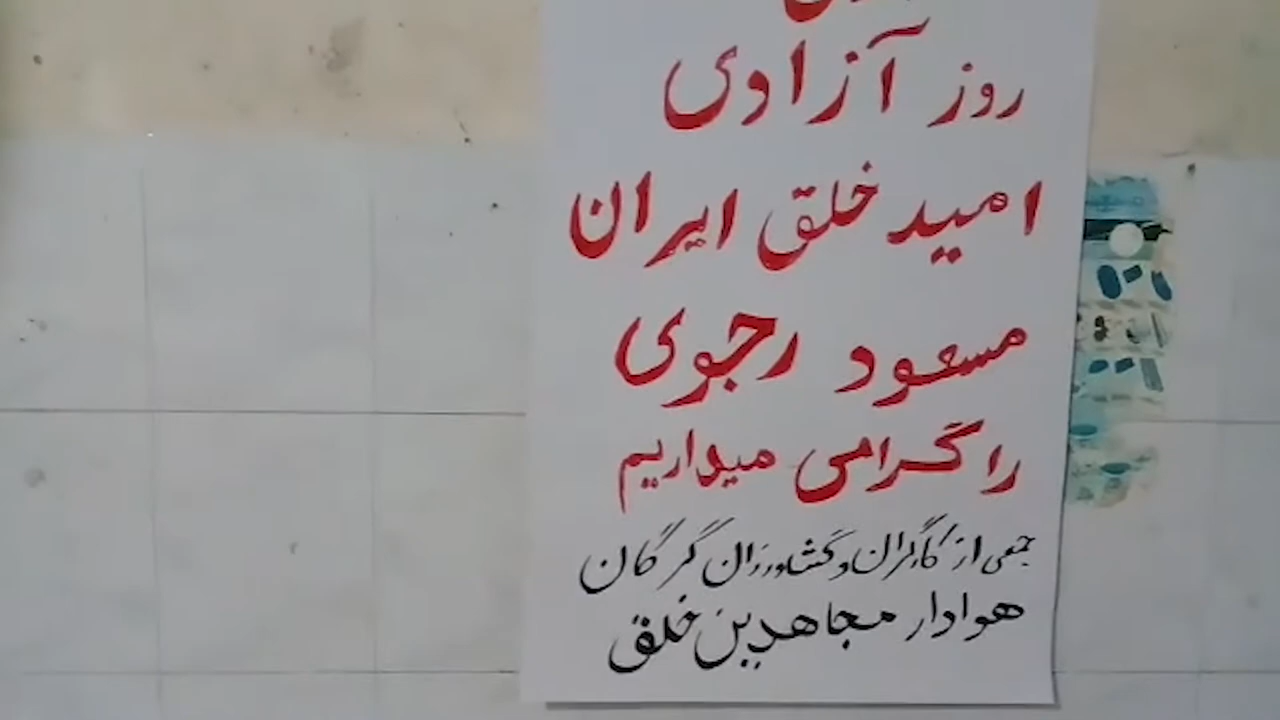 روز آزادی
امید خلق ایران
مسعود رجوی
را گرامی میداریم
جمعی از کارگران و کشاورزان گرگان
هوادار مجاهدین خلق